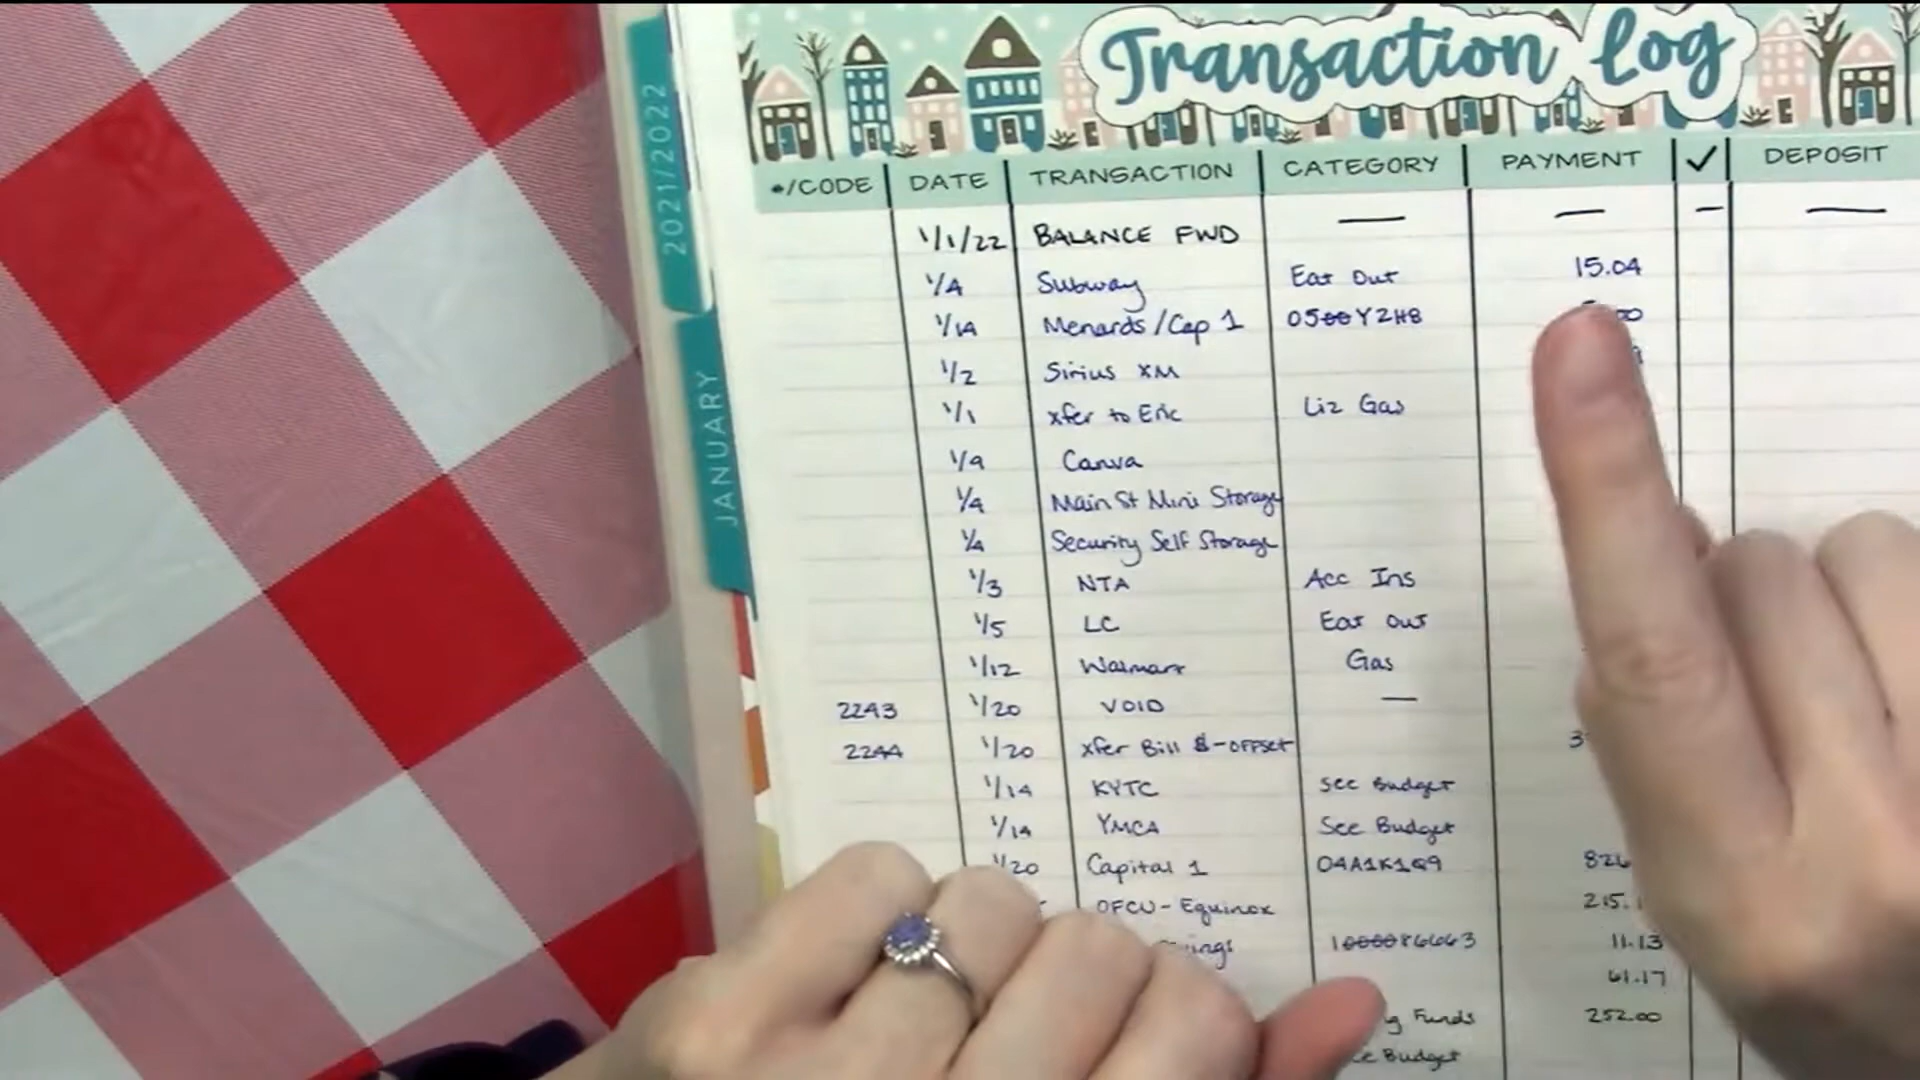 Transaction Log
2021/2022
JANUARY
/CODE DATE TRANSACTION CATEGORY PAYMENT ✓ DEPOSIT
1/1/22 BALANCE FWD — — — —
1/4 Subway Eat Out 15.04
1/14 Menards/Cap 1 0500Y2H8
1/2 Sirius XM
1/1 xfer to Eric Liz Gas
1/9 Canva
1/4 Main St Mini Storage
1/4 Security Self Storage
1/3 NTA Acc Ins
1/5 LC Eat Out
1/12 Walmart Gas
2243 1/20 VOID —
2244 1/20 xfer Bill $-OFFSET
1/14 KYTC See Budget
1/14 YMCA See Budget
1/20 Capital 1 04A1K1Q9
OFCU-Equinox 215.1
1000086663 11.13
61.17
Funds 252.00
Budget